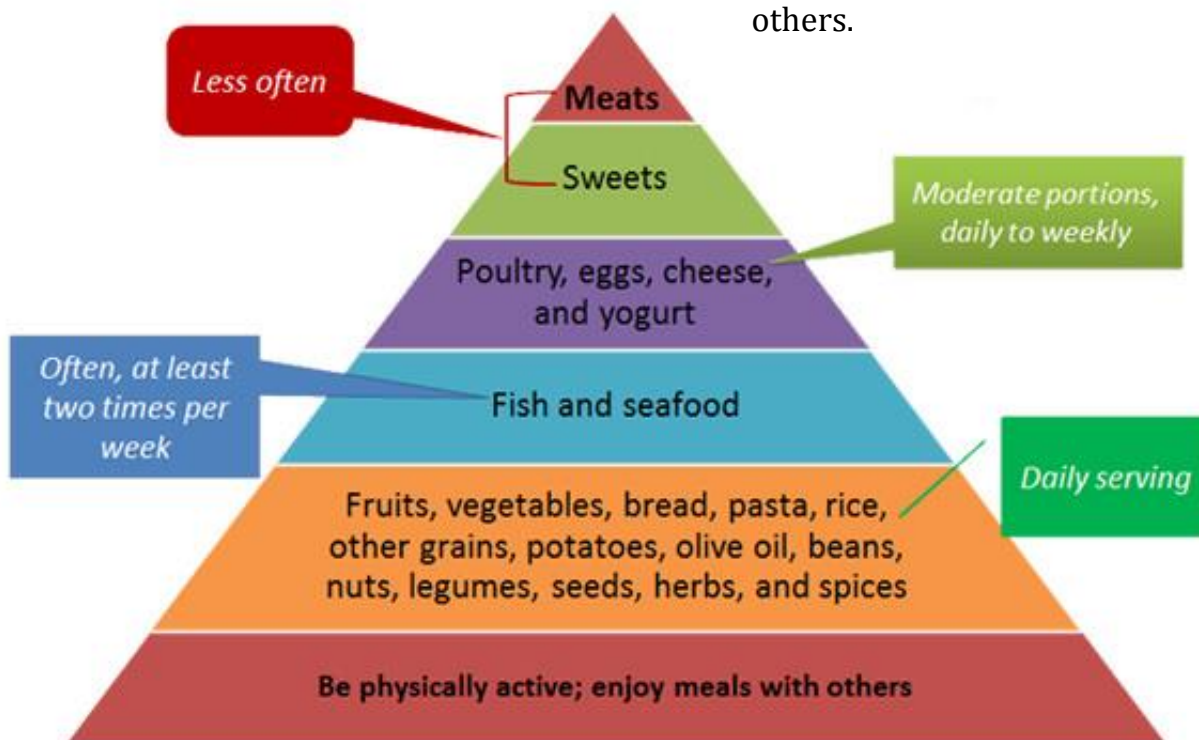 others.
Less often
Meats
Sweets
Moderate portions,
daily to weekly
Poultry, eggs, cheese,
and yogurt
Often, at least
two times per
week
Fish and seafood
Daily serving
Fruits, vegetables, bread, pasta, rice,
other grains, potatoes, olive oil, beans,
nuts, legumes, seeds, herbs, and spices
Be physically active; enjoy meals with others